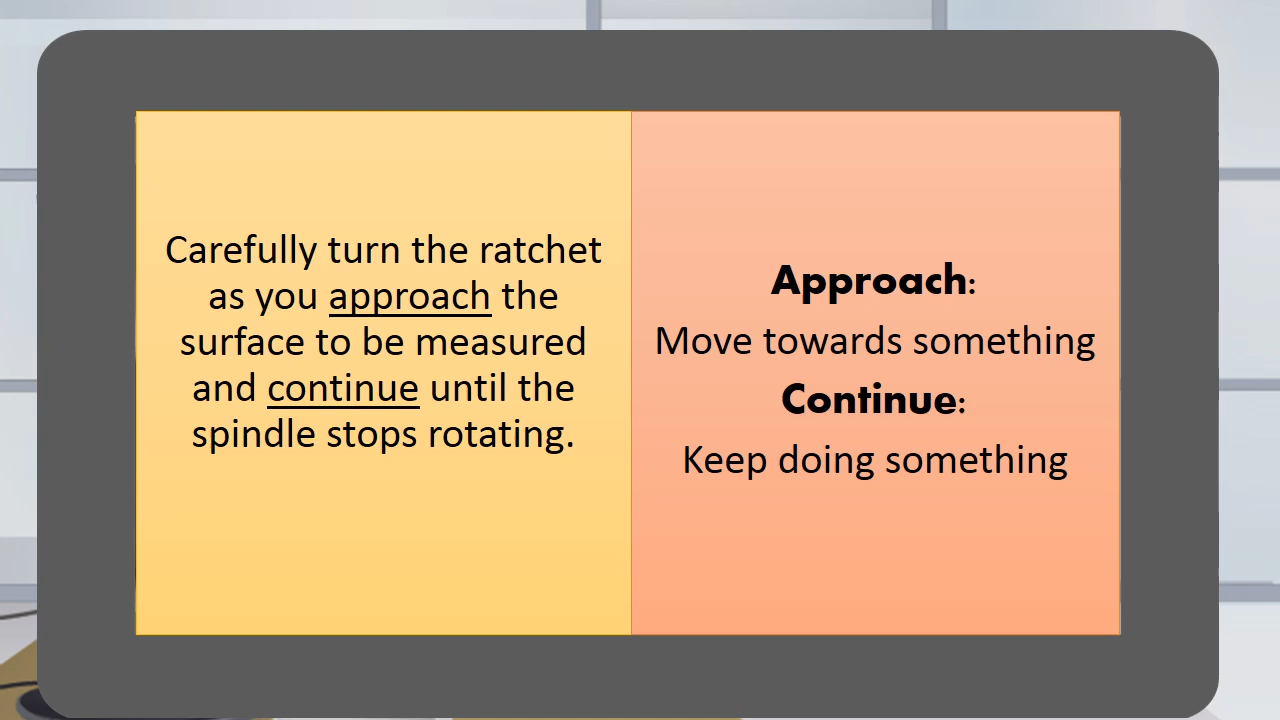 Carefully turn the ratchet
as you approach the
surface to be measured
and continue until the
spindle stops rotating.
Approach:
Move towards something
Continue:
Keep doing something